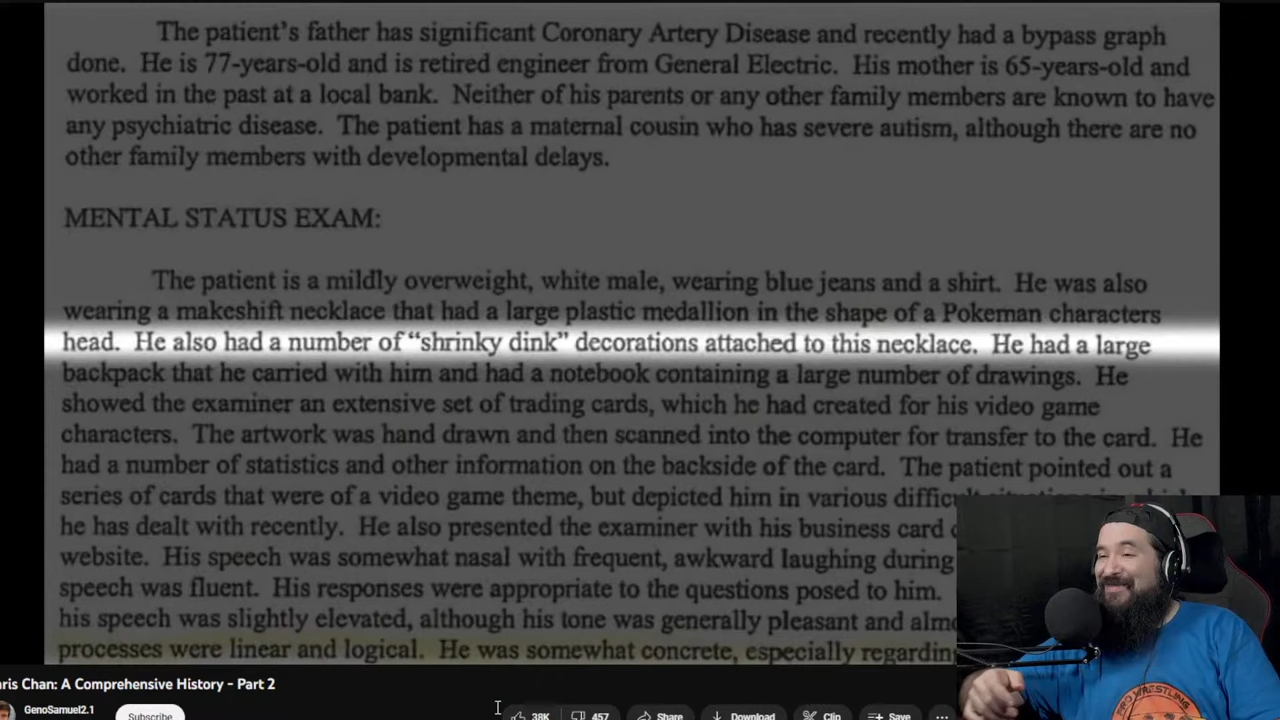 The patient's father has significant Coronary Artery Disease and recently had a bypass graph
done. He is 77-years-old and is retired engineer from General Electric. His mother is 65-years-old and
worked in the past at a local bank. Neither of his parents or any other family members are known to have
any psychiatric disease. The patient has a maternal cousin who has severe autism, although there are no
other family members with developmental delays.
MENTAL STATUS EXAM:
The patient is a mildly overweight, white male, wearing blue jeans and a shirt. He was also
wearing a makeshift necklace that had a large plastic medallion in the shape of a Pokeman characters
head. He also had a number of “shrinky dink” decorations attached to this necklace. He had a large
backpack that he carried with him and had a notebook containing a large number of drawings. He
showed the examiner an extensive set of trading cards, which he had created for his video game
characters. The artwork was hand drawn and then scanned into the computer for transfer to the card. He
had a number of statistics and other information on the backside of the card. The patient pointed out a
series of cards that were of a video game theme, but depicted him in various
he has dealt with recently. He also presented the examiner with his business card
website. His speech was somewhat nasal with frequent, awkward laughing during
speech was fluent. His responses were appropriate to the questions posed to him.
his speech was slightly elevated, although his tone was generally pleasant and
processes were linear and logical. He was somewhat concrete, especially
PRO WRESTLING
aris Chan: A Comprehensive History - Part 2
GenoSamuel2.1
Subscribe
38K
457
Share
Download
Clip
Save